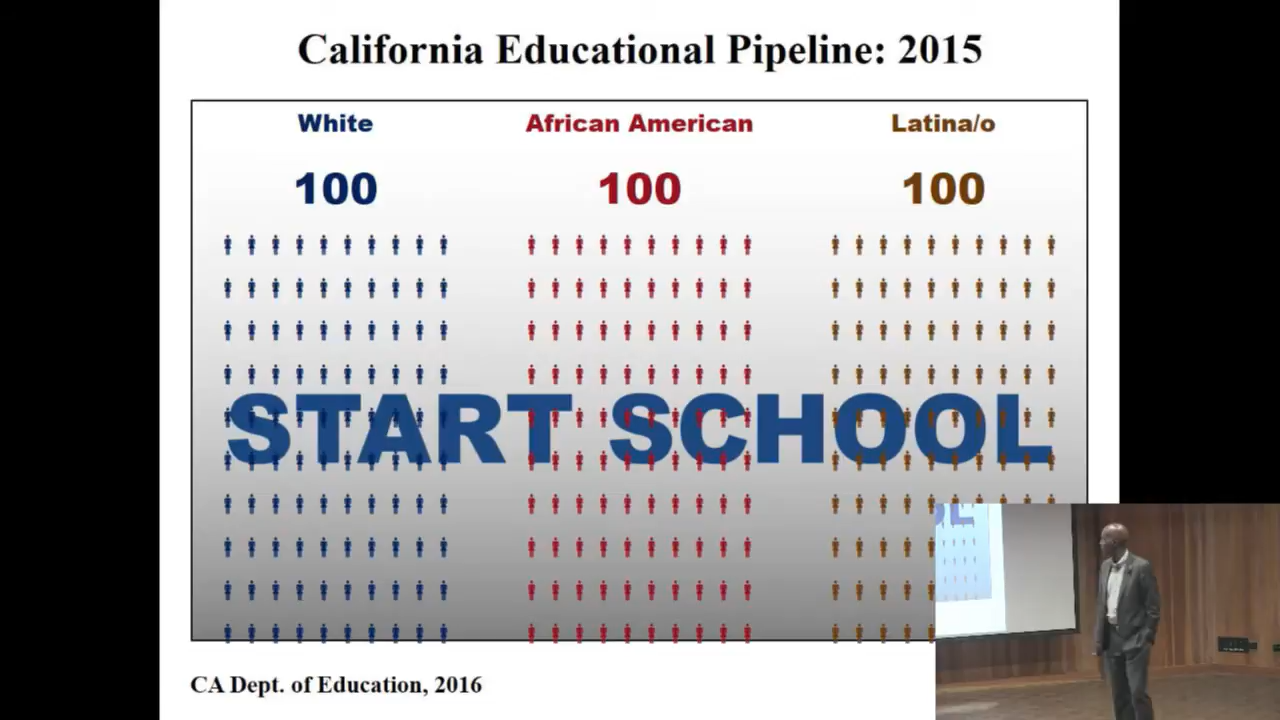 California Educational Pipeline: 2015
White African American Latina/o
100 100 100
START SCHOOL
CA Dept. of Education, 2016